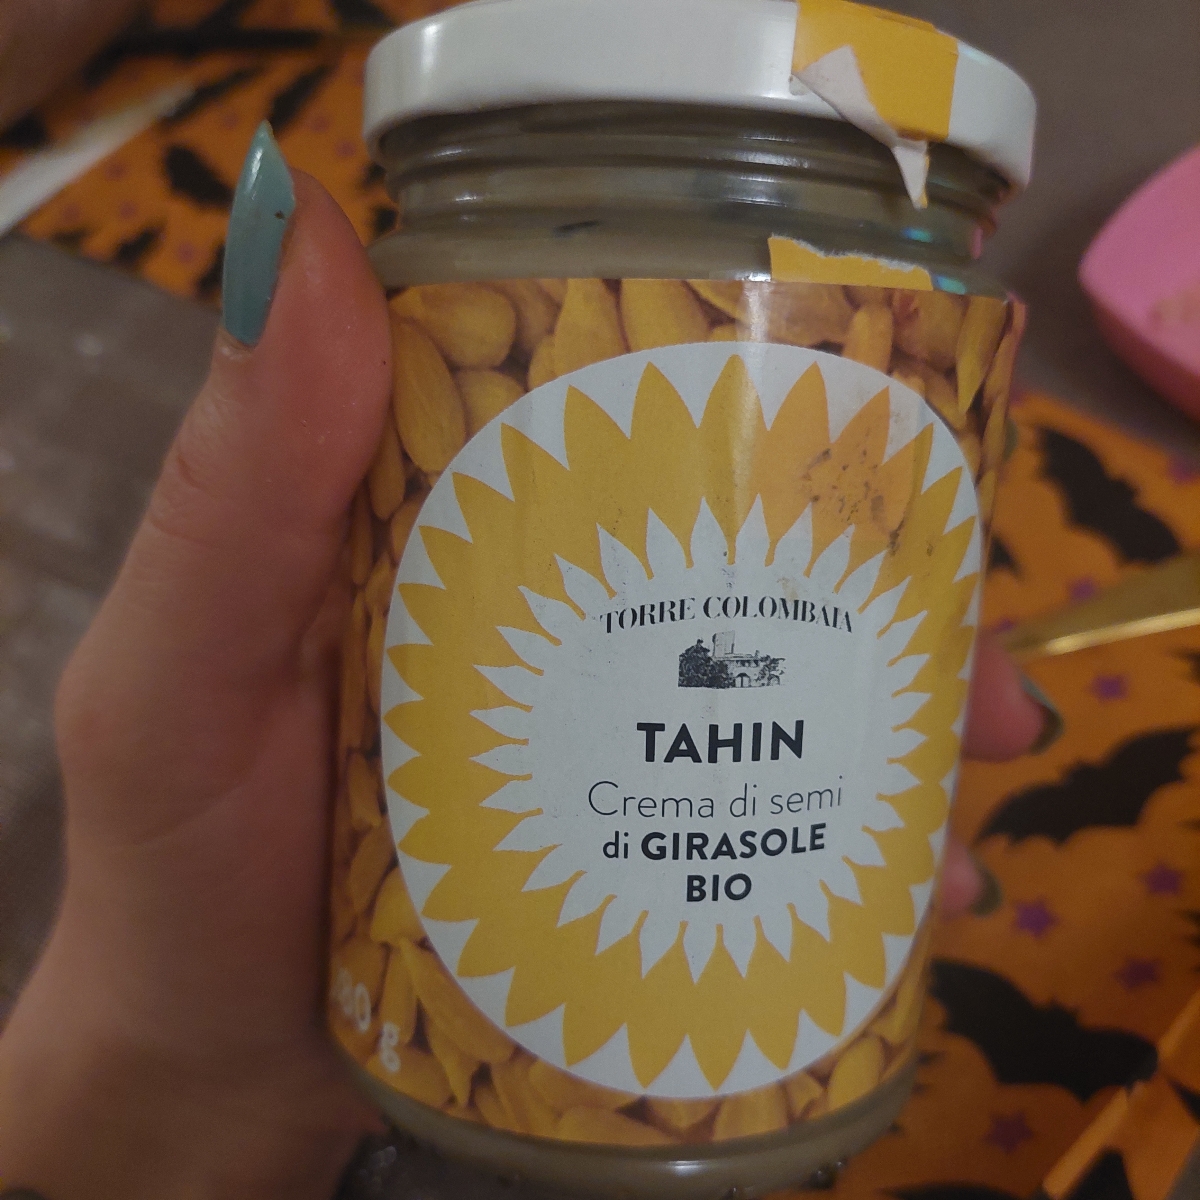 TORRE COLOMBAIA
TAHIN
Crema di semi
di GIRASOLE
BIO
g